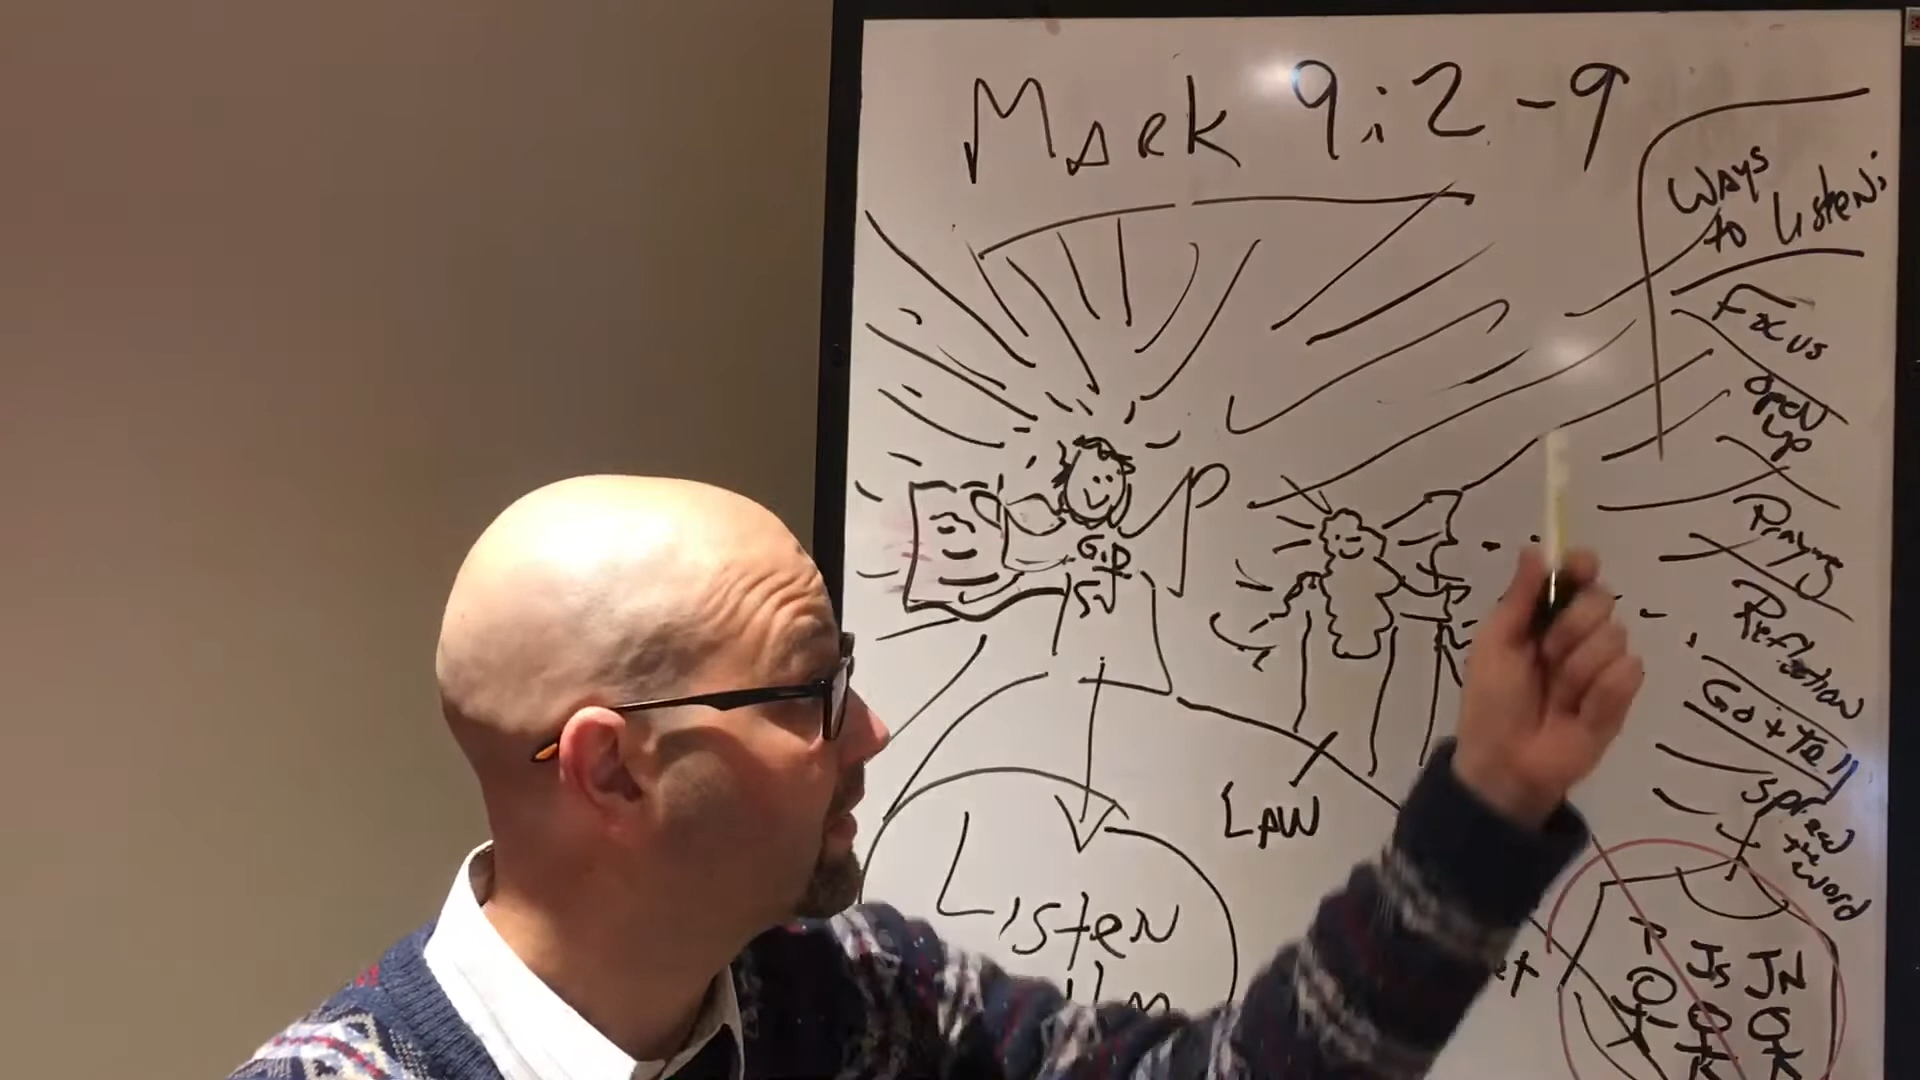 Mark 9:2-9
Ways
to Listen:
Focus
Open
up
Praying
Reflection
Go + Tell
Spread
the
Word
God
Law
Listen
Js
JN
OK